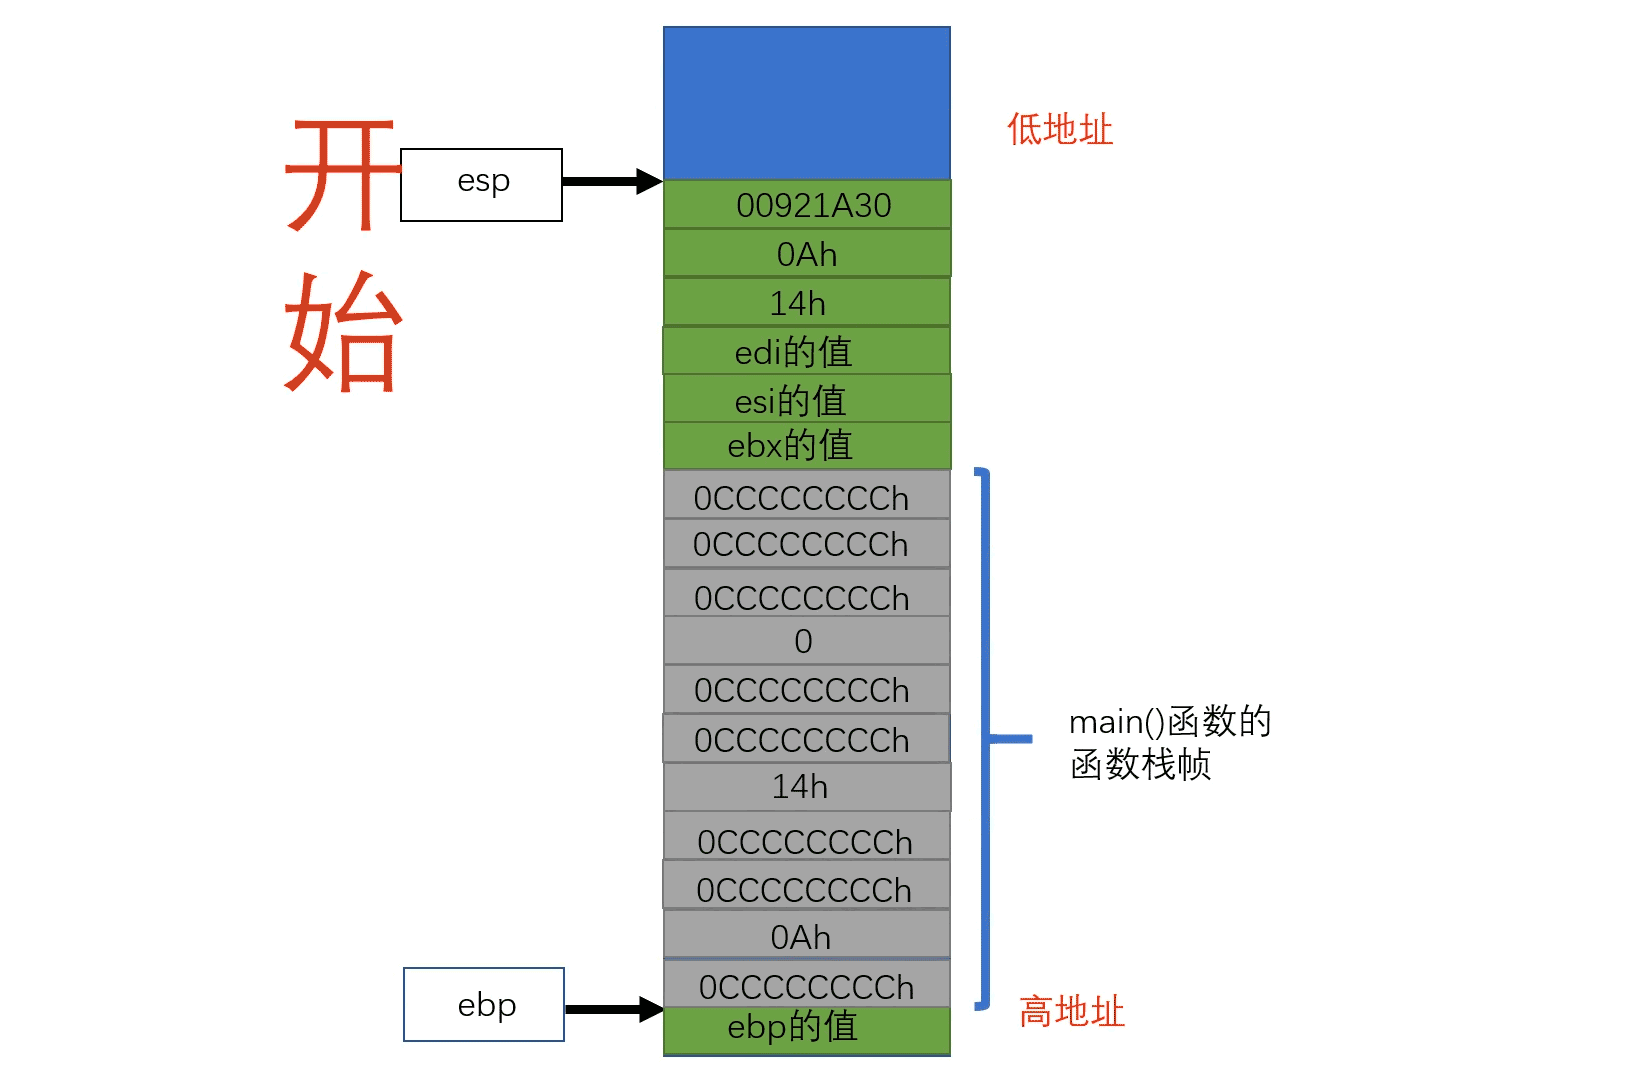 开
始
esp
低地址
00921A30
0Ah
14h
edi的值
esi的值
ebx的值
0CCCCCCCCh
0CCCCCCCCh
0CCCCCCCCh
0
0CCCCCCCCh
0CCCCCCCCh
14h
0CCCCCCCCh
0CCCCCCCCh
0Ah
0CCCCCCCCh
ebp的值
main()函数的
函数栈帧
ebp
高地址